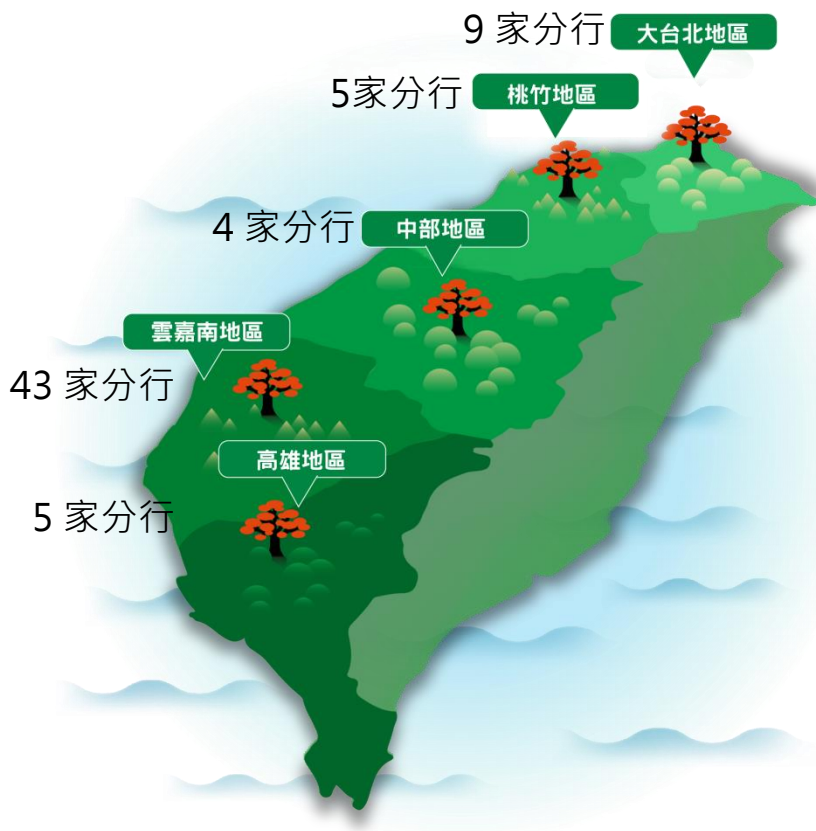 9 家分行 大台北地區
5家分行 桃竹地區
4 家分行 中部地區
雲嘉南地區
43 家分行
高雄地區
5 家分行